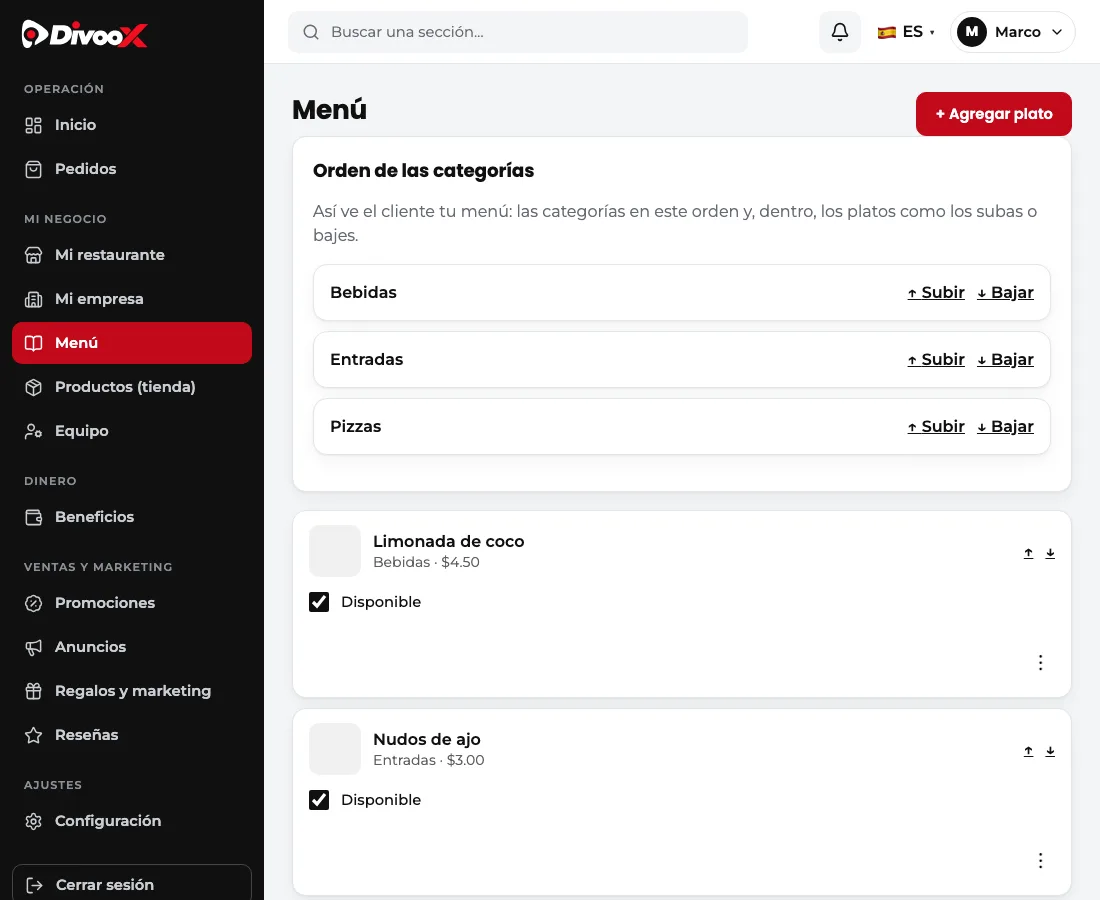 DivooX
Buscar una sección...
ES
M
Marco
OPERACIÓN
Inicio
Pedidos
MI NEGOCIO
Mi restaurante
Mi empresa
Menú
Productos (tienda)
Equipo
DINERO
Beneficios
VENTAS Y MARKETING
Promociones
Anuncios
Regalos y marketing
Reseñas
AJUSTES
Configuración
Cerrar sesión
Menú
+ Agregar plato
Orden de las categorías
Así ve el cliente tu menú: las categorías en este orden y, dentro, los platos como los subas o
bajes.
Bebidas
↑ Subir ↓ Bajar
Entradas
↑ Subir ↓ Bajar
Pizzas
↑ Subir ↓ Bajar
Limonada de coco
Bebidas · $4.50
↑ ↓
Disponible
Nudos de ajo
Entradas · $3.00
↑ ↓
Disponible